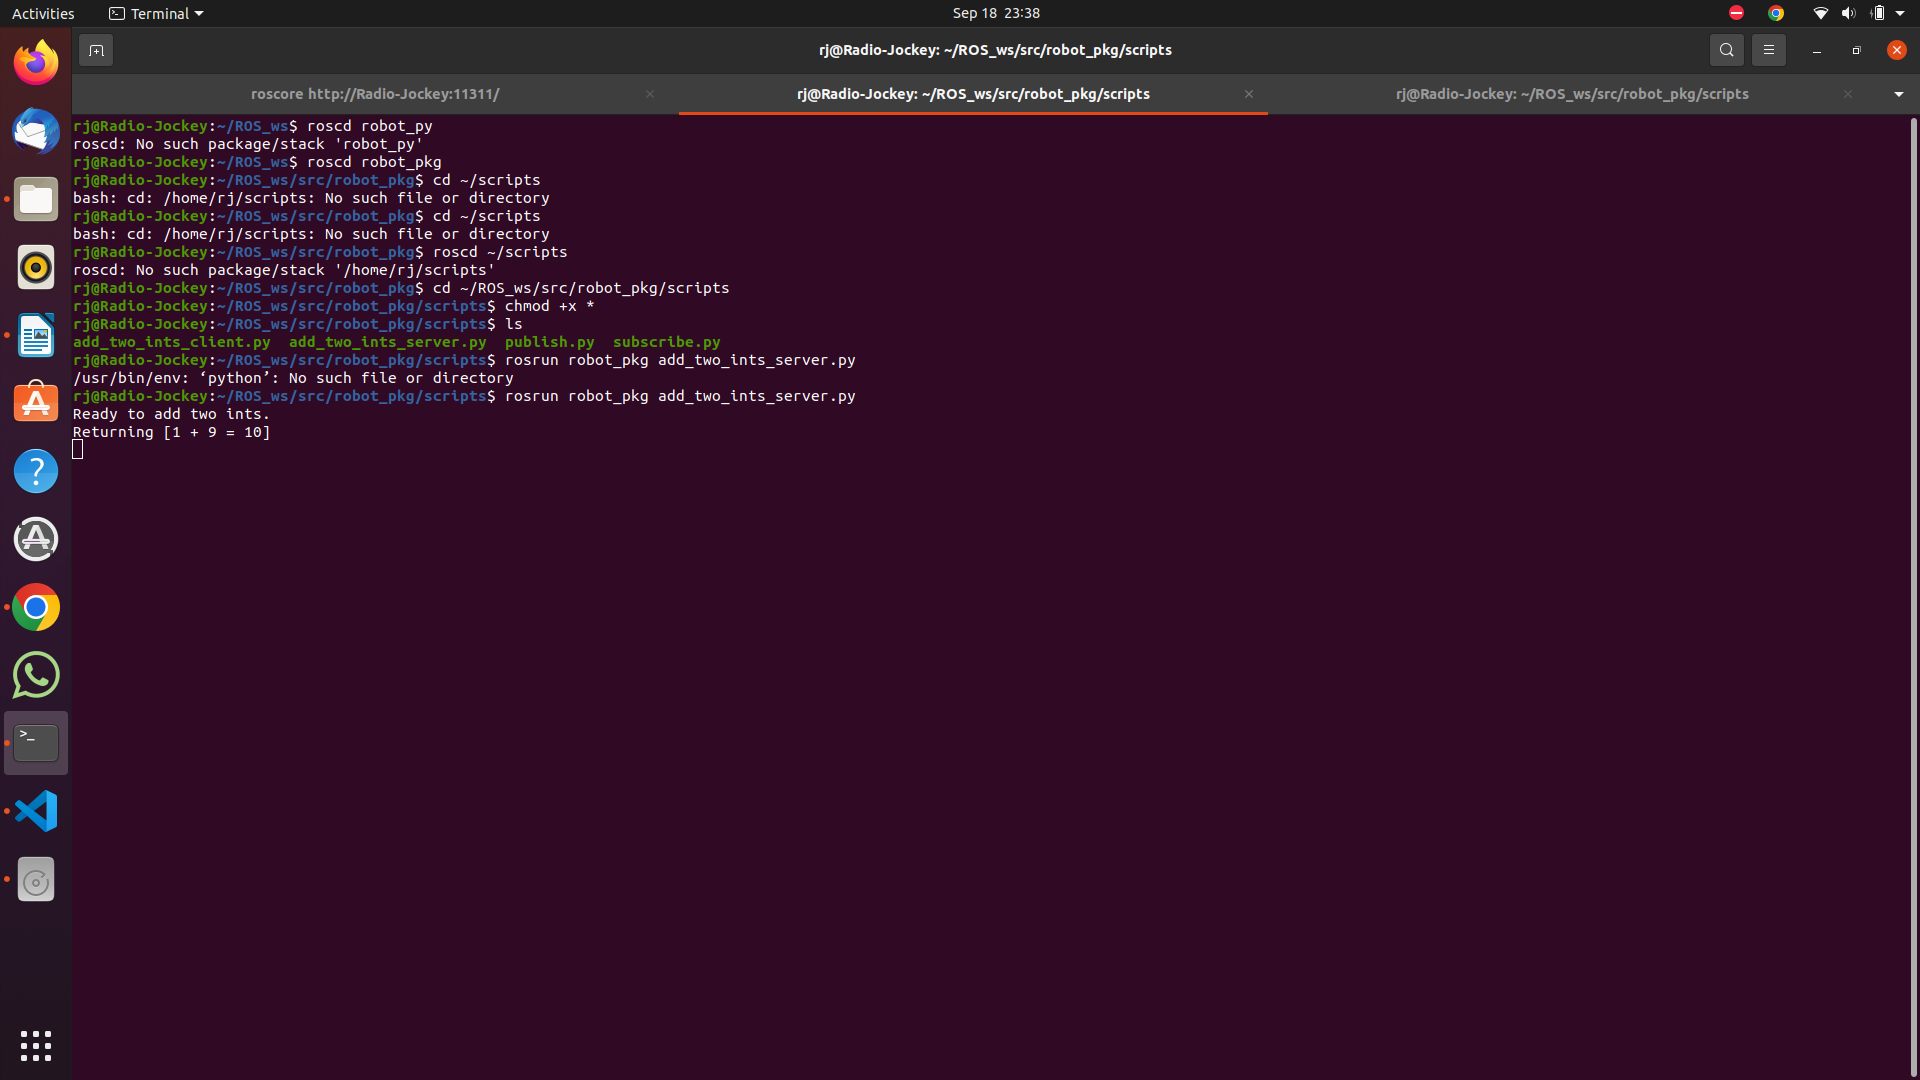 Activities
Terminal
Sep 18 23:38
rj@Radio-Jockey: ~/ROS_ws/src/robot_pkg/scripts
roscore http://Radio-Jockey:11311/
rj@Radio-Jockey: ~/ROS_ws/src/robot_pkg/scripts
rj@Radio-Jockey: ~/ROS_ws/src/robot_pkg/scripts
rj@Radio-Jockey:~/ROS_ws$ roscd robot_py
roscd: No such package/stack 'robot_py'
rj@Radio-Jockey:~/ROS_ws$ roscd robot_pkg
rj@Radio-Jockey:~/ROS_ws/src/robot_pkg$ cd ~/scripts
bash: cd: /home/rj/scripts: No such file or directory
rj@Radio-Jockey:~/ROS_ws/src/robot_pkg$ cd ~/scripts
bash: cd: /home/rj/scripts: No such file or directory
rj@Radio-Jockey:~/ROS_ws/src/robot_pkg$ roscd ~/scripts
roscd: No such package/stack '/home/rj/scripts'
rj@Radio-Jockey:~/ROS_ws/src/robot_pkg$ cd ~/ROS_ws/src/robot_pkg/scripts
rj@Radio-Jockey:~/ROS_ws/src/robot_pkg/scripts$ chmod +x *
rj@Radio-Jockey:~/ROS_ws/src/robot_pkg/scripts$ ls
add_two_ints_client.py  add_two_ints_server.py  publish.py  subscribe.py
rj@Radio-Jockey:~/ROS_ws/src/robot_pkg/scripts$ rosrun robot_pkg add_two_ints_server.py
/usr/bin/env: ‘python’: No such file or directory
rj@Radio-Jockey:~/ROS_ws/src/robot_pkg/scripts$ rosrun robot_pkg add_two_ints_server.py
Ready to add two ints.
Returning [1 + 9 = 10]